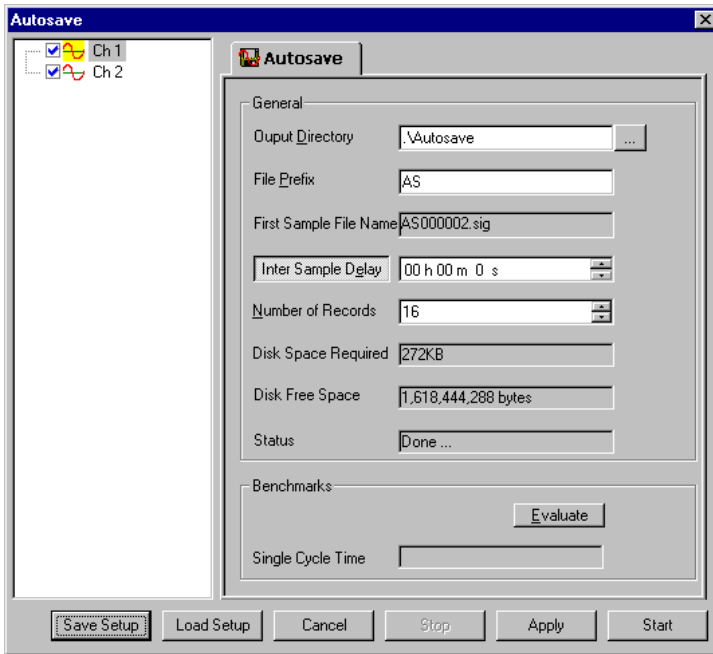 Autosave
Ch 1
Ch 2
Autosave
General
Ouput Directory
.\Autosave
...
File Prefix
AS
First Sample File Name
AS000002.sig
Inter Sample Delay
00 h 00 m 0 s
Number of Records
16
Disk Space Required
272KB
Disk Free Space
1,618,444,288 bytes
Status
Done ...
Benchmarks
Evaluate
Single Cycle Time
Save Setup
Load Setup
Cancel
Stop
Apply
Start